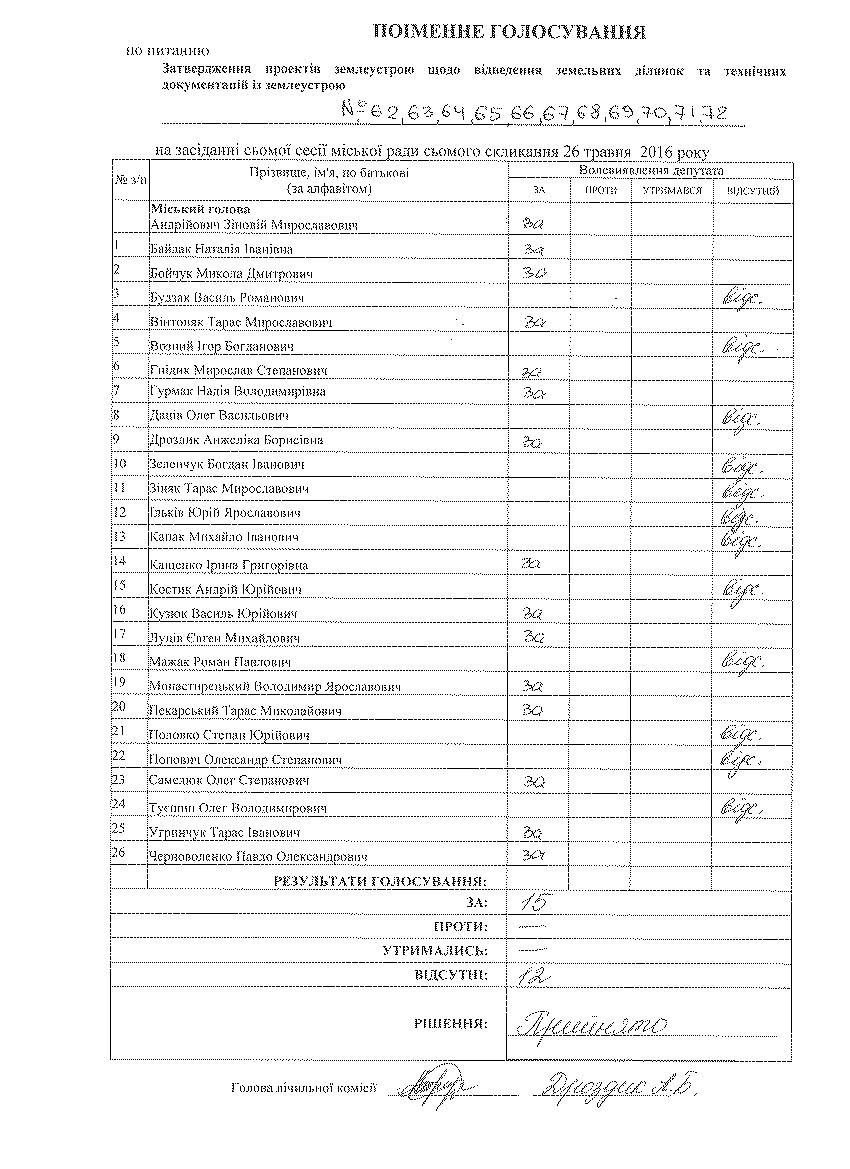 ПОІМЕННЕ ГОЛОСУВАННЯ
по питанню
Затвердження проектів землеустрою щодо відведення земельних ділянок та технічних
документацій із землеустрою
№ 62, 63, 64, 65 66, 67, 68, 69, 70, 71, 72
на засіданні сьомої сесії міської ради сьомого скликання 26 травня 2016 року
№ з/п Прізвище, ім'я, по батькові Волевиявлення депутата
(за алфавітом) ЗА ПРОТИ УТРИМАВСЯ ВІДСУТНІЙ
Міський голова
Андрійович Зіновій Мирославович за
1 Байдак Наталія Іванівна за
2 Бойчук Микола Дмитрович за
3 Будзак Василь Романович відс.
4 Вінтоняк Тарас Мирославович за
5 Возний Ігор Богданович відс.
6 Гнідик Мирослав Степанович за
7 Гурмак Надія Володимирівна за
8 Даців Олег Васильович відс.
9 Дроздик Анжеліка Борисівна за
10 Зеленчук Богдан Іванович відс.
11 Зіняк Тарас Мирославович відс.
12 Ільків Юрій Ярославович відс.
13 Капак Михайло Іванович відс.
14 Кащенко Ірина Григорівна за
15 Костик Андрій Юрійович відс.
16 Кузюк Василь Юрійович за
17 Луців Євген Михайлович за
18 Мажак Роман Павлович відс.
19 Монастирецький Володимир Ярославович за
20 Пекарський Тарас Миколайович за
21 Половко Степан Юрійович відс.
22 Попович Олександр Степанович відс.
23 Самелюк Олег Степанович за
24 Олег Володимирович відс.
25 Угринчук Тарас Іванович за
26 Черноволенко Павло Олександрович за
РЕЗУЛЬТАТИ ГОЛОСУВАННЯ:
ЗА: 15
ПРОТИ: —
УТРИМАЛИСЬ: —
ВІДСУТНІ: 12
РІШЕННЯ: Прийнято
Голова лічильної комісії Дроздик А.Б.